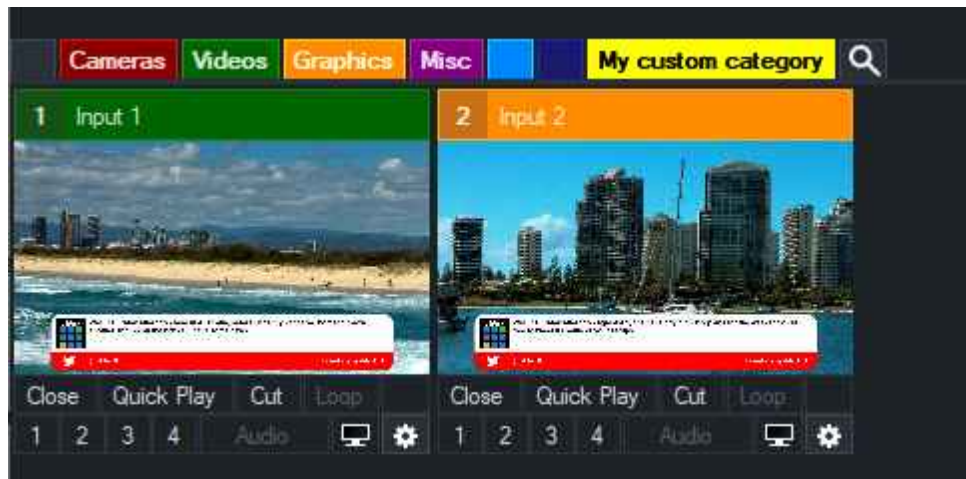 Cameras Videos Graphics Misc My custom category
1 Input 1
2 Input 2
Close Quick Play Cut Loop
1 2 3 4 Audio
Close Quick Play Cut Loop
1 2 3 4 Audio